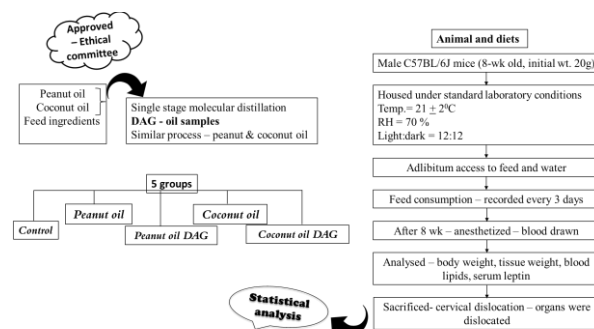 Approved
– Ethical
committee
Peanut oil
Coconut oil
Feed ingredients
Single stage molecular distillation
DAG - oil samples
Similar process – peanut & coconut oil
5 groups
Control
Peanut oil
Peanut oil DAG
Coconut oil
Coconut oil DAG
Statistical
analysis
Animal and diets
Male C57BL/6J mice (8-wk old, initial wt. 20g)
Housed under standard laboratory conditions
Temp.= 21 ± 2⁰C
RH = 70 %
Light:dark = 12:12
Adlibitum access to feed and water
Feed consumption – recorded every 3 days
After 8 wk – anesthetized – blood drawn
Analysed – body weight, tissue weight, blood
lipids, serum leptin
Sacrificed- cervical dislocation – organs were
dislocated